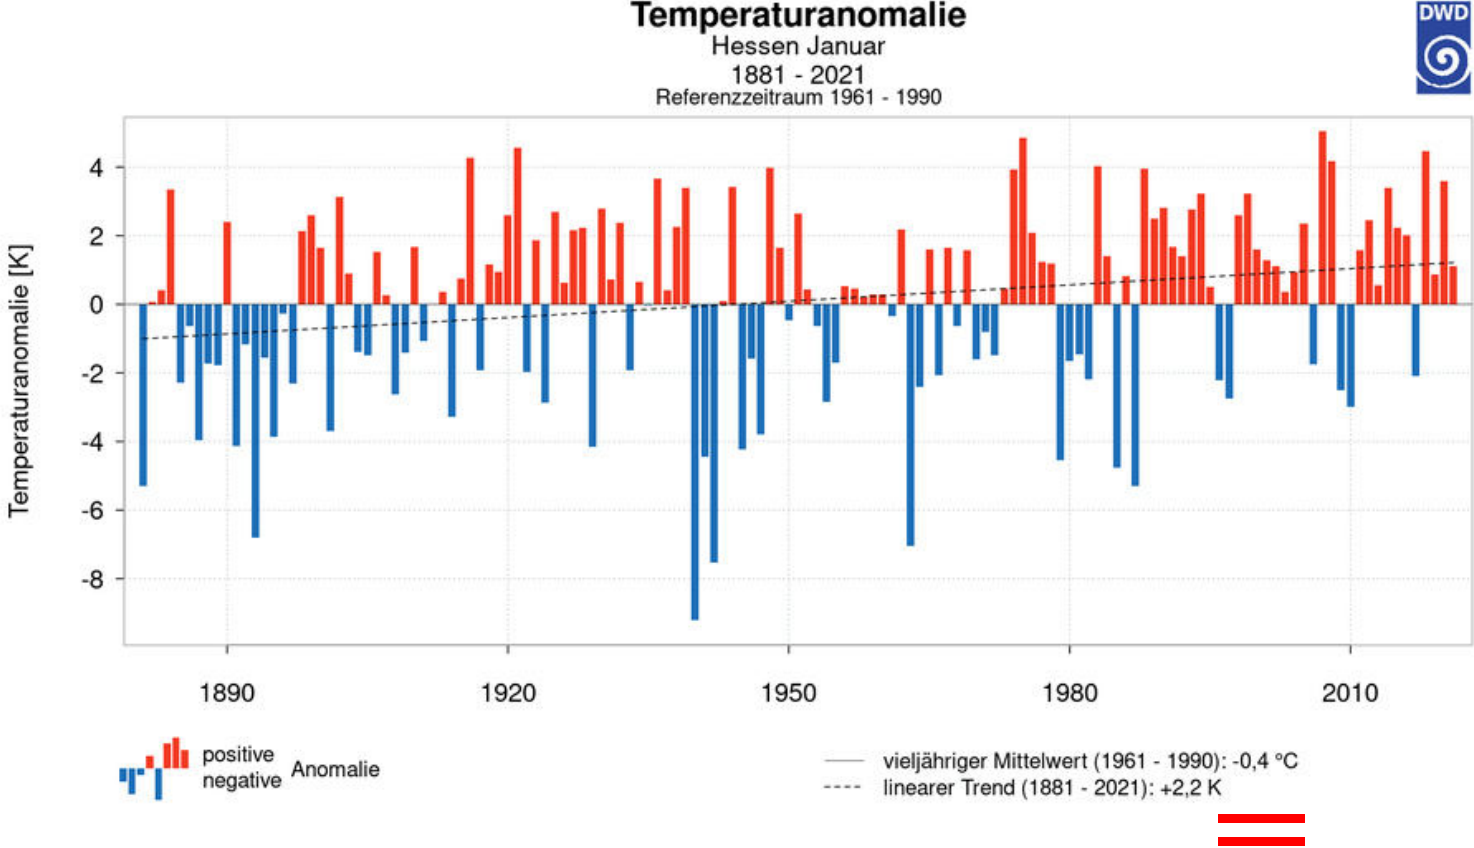 Temperaturanomalie
Hessen Januar
1881 - 2021
Referenzzeitraum 1961 - 1990
DWD
Temperaturanomalie [K]
4
2
0
-2
-4
-6
-8
1890 1920 1950 1980 2010
positive
negative
Anomalie
vieljähriger Mittelwert (1961 - 1990): -0,4 °C
linearer Trend (1881 - 2021): +2,2 K